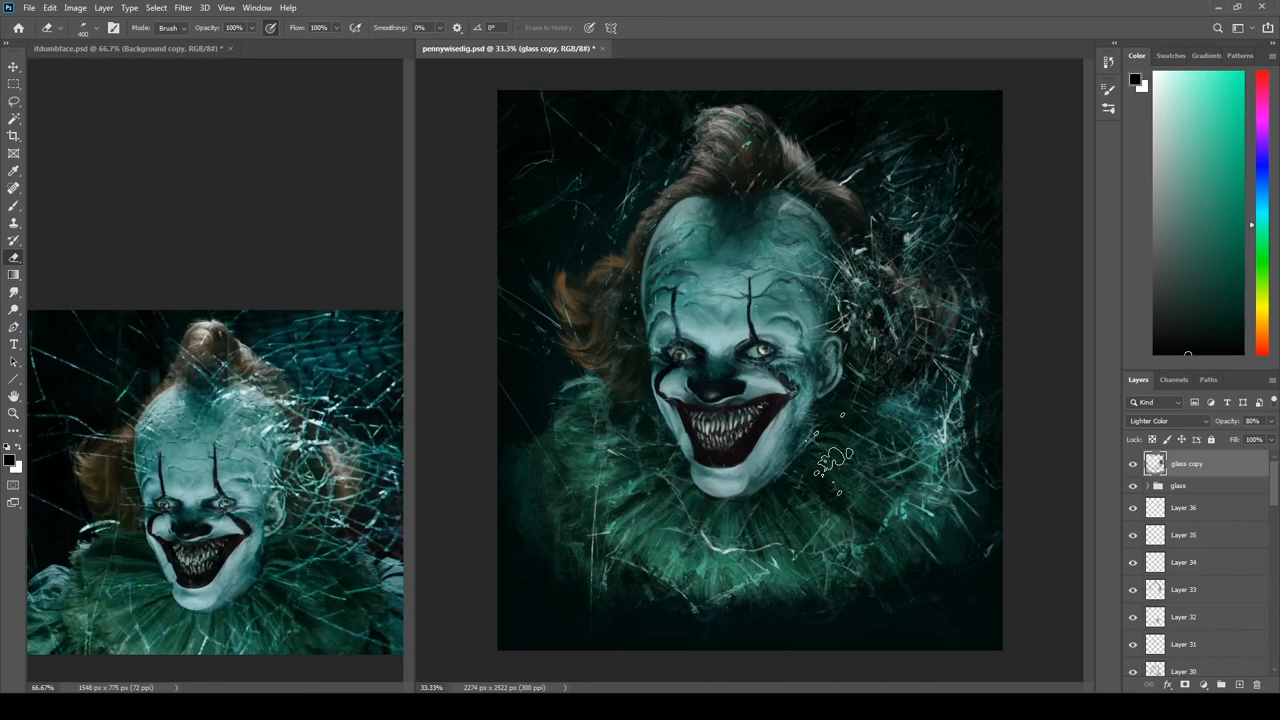 Ps File Edit Image Layer Type Select Filter 3D View Window Help
400 Mode: Brush Opacity: 100% Flow: 100% Smoothing: 0% 0° Erase to History
itdumbface.psd @ 66.7% (Background copy, RGB/8#) * ×
pennywisedig.psd @ 33.3% (glass copy, RGB/8#) * ×
Color Swatches Gradients Patterns
Layers Channels Paths
Kind
Lighter Color Opacity: 80%
Lock: Fill: 100%
glass copy
glass
Layer 36
Layer 35
Layer 34
Layer 33
Layer 32
Layer 31
Layer 30
66.67% 1548 px x 775 px (72 ppi)
33.33% 2274 px x 2522 px (300 ppi)